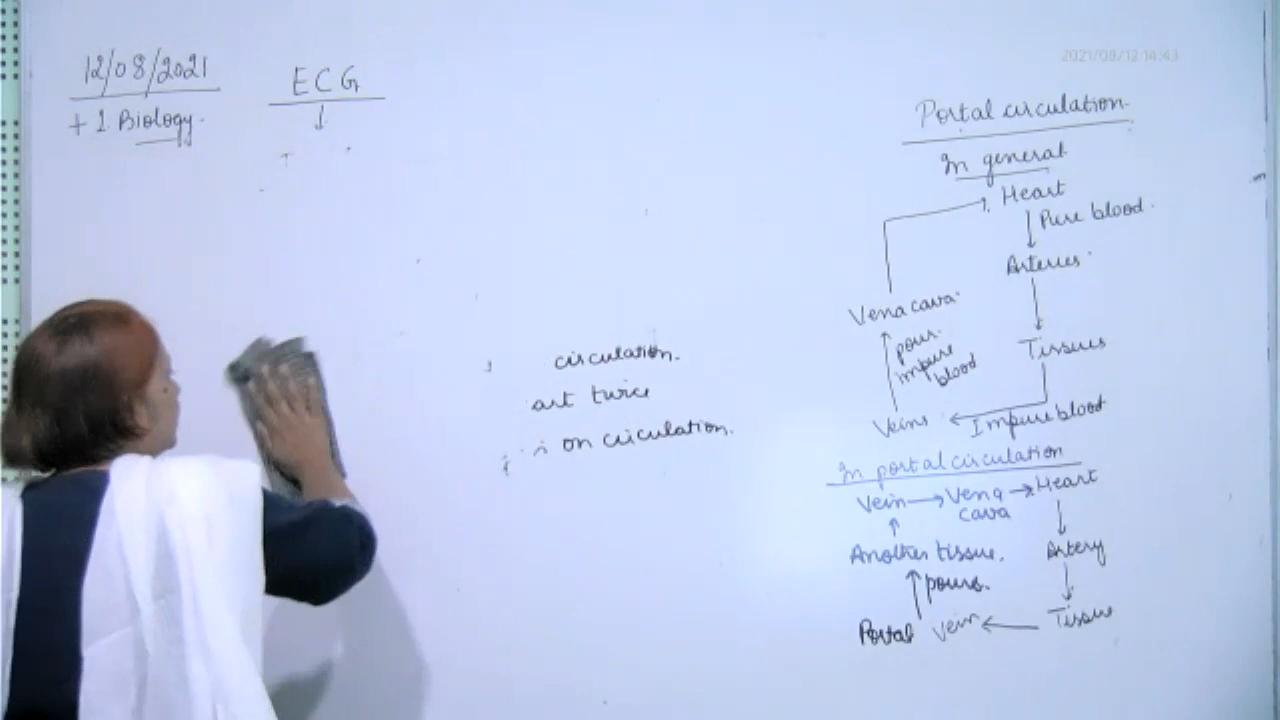 12/08/2021
+1 Biology.
ECG
↓
circulation.
art twice
on circulation.
2021/08/12 14:43
Portal circulation.
In general
Heart
↓ Pure blood.
Arteries.
↓
Tissues
Impure blood
Veins
pour
impure
blood
Vena cava.
In portal circulation
Vein → Vena → Heart
cava
↑ ↓
Another tissue. Artery
↑ pours. ↓
Portal vein ← Tissue